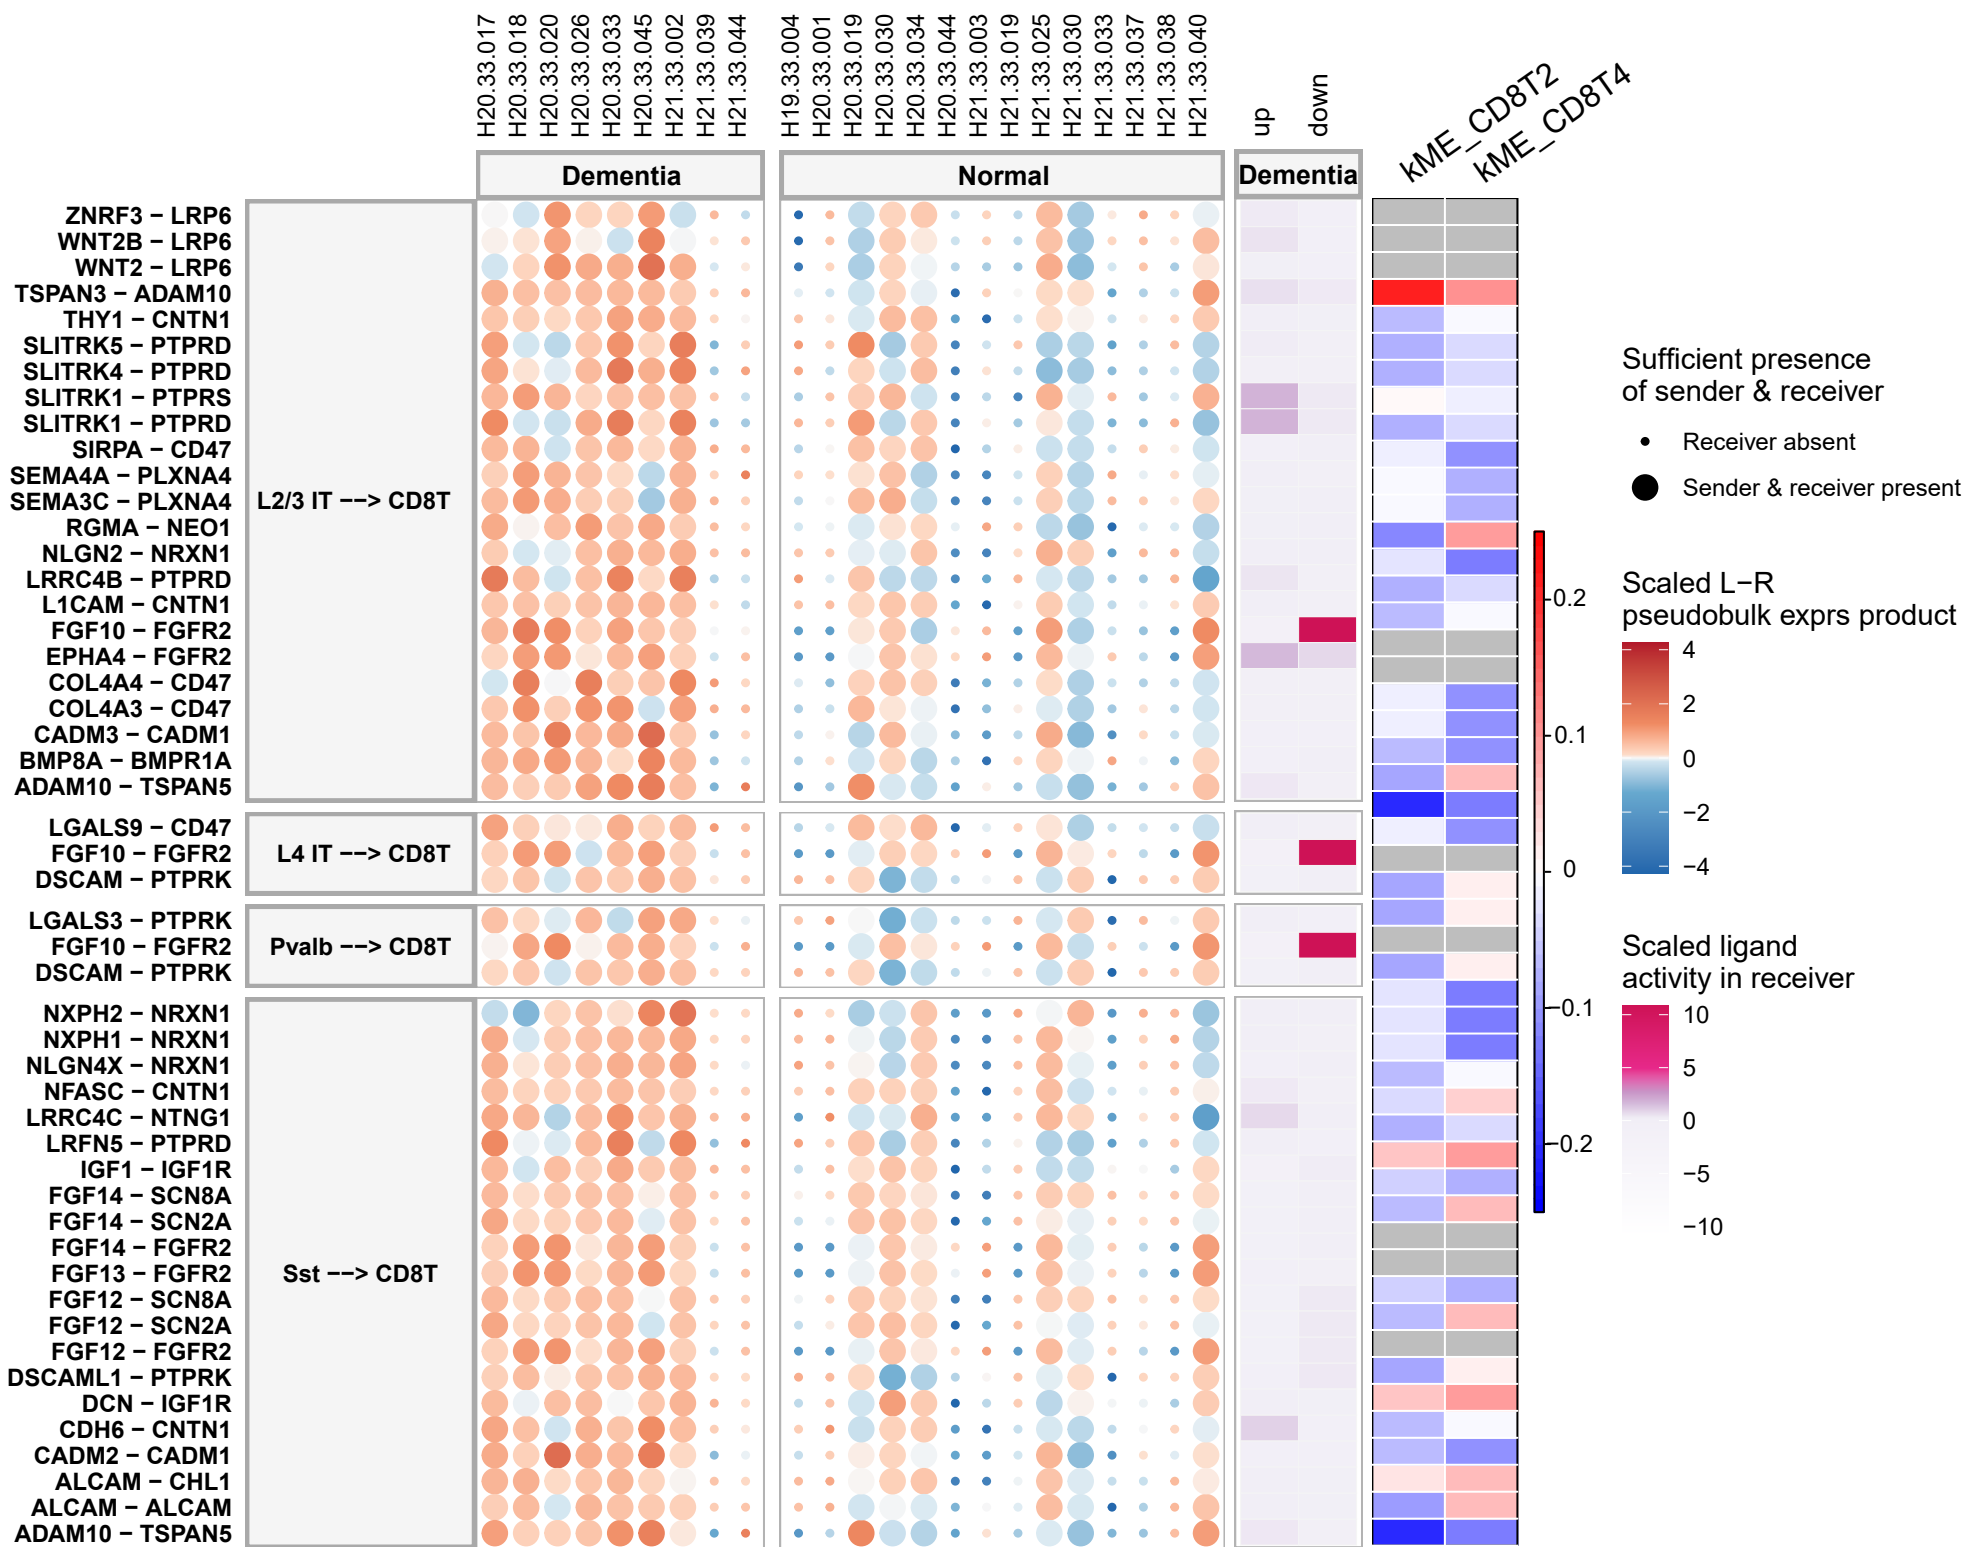 H20.33.017
H20.33.018
H20.33.020
H20.33.026
H20.33.033
H20.33.045
H21.33.002
H21.33.039
H21.33.044
H19.33.004
H20.33.001
H20.33.019
H20.33.030
H20.33.034
H20.33.044
H21.33.003
H21.33.019
H21.33.025
H21.33.030
H21.33.033
H21.33.037
H21.33.038
H21.33.040
up
down
kME_CD8T2
kME_CD8T4
Dementia
Normal
Dementia
ZNRF3 − LRP6
WNT2B − LRP6
WNT2 − LRP6
TSPAN3 − ADAM10
THY1 − CNTN1
SLITRK5 − PTPRD
SLITRK4 − PTPRD
SLITRK1 − PTPRS
SLITRK1 − PTPRD
SIRPA − CD47
SEMA4A − PLXNA4
SEMA3C − PLXNA4
RGMA − NEO1
NLGN2 − NRXN1
LRRC4B − PTPRD
L1CAM − CNTN1
FGF10 − FGFR2
EPHA4 − FGFR2
COL4A4 − CD47
COL4A3 − CD47
CADM3 − CADM1
BMP8A − BMPR1A
ADAM10 − TSPAN5
L2/3 IT −−> CD8T
LGALS9 − CD47
FGF10 − FGFR2
DSCAM − PTPRK
L4 IT −−> CD8T
LGALS3 − PTPRK
FGF10 − FGFR2
DSCAM − PTPRK
Pvalb −−> CD8T
NXPH2 − NRXN1
NXPH1 − NRXN1
NLGN4X − NRXN1
NFASC − CNTN1
LRRC4C − NTNG1
LRFN5 − PTPRD
IGF1 − IGF1R
FGF14 − SCN8A
FGF14 − SCN2A
FGF14 − FGFR2
FGF13 − FGFR2
FGF12 − SCN8A
FGF12 − SCN2A
FGF12 − FGFR2
DSCAML1 − PTPRK
DCN − IGF1R
CDH6 − CNTN1
CADM2 − CADM1
ALCAM − CHL1
ALCAM − ALCAM
ADAM10 − TSPAN5
Sst −−> CD8T
0.2
0.1
0
−0.1
−0.2
Sufficient presence
of sender & receiver
Receiver absent
Sender & receiver present
Scaled L−R
pseudobulk exprs product
4
2
0
−2
−4
Scaled ligand
activity in receiver
10
5
0
−5
−10